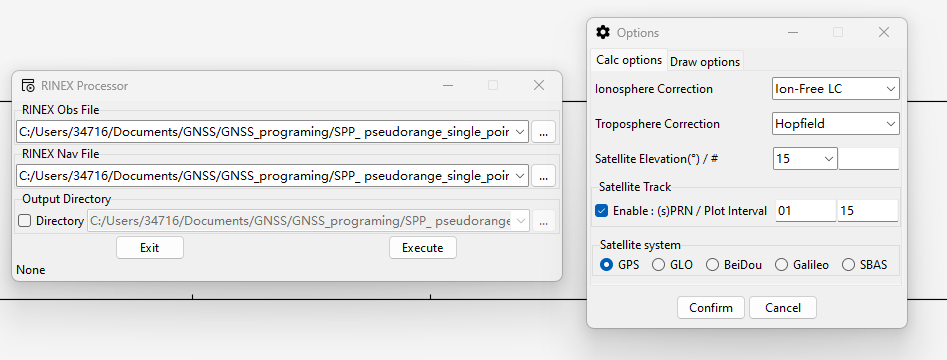 RINEX Processor
RINEX Obs File
C:/Users/34716/Documents/GNSS/GNSS_programing/SPP_ pseudorange_single_poir
...
RINEX Nav File
C:/Users/34716/Documents/GNSS/GNSS_programing/SPP_ pseudorange_single_poir
...
Output Directory
Directory C:/Users/34716/Documents/GNSS/GNSS_programing/SPP_ pseudorange ...
Exit Execute
None
Options
Calc options Draw options
Ionosphere Correction Ion-Free LC
Troposphere Correction Hopfield
Satellite Elevation(°) / # 15
Satellite Track
Enable : (s)PRN / Plot Interval 01 15
Satellite system
GPS GLO BeiDou Galileo SBAS
Confirm Cancel